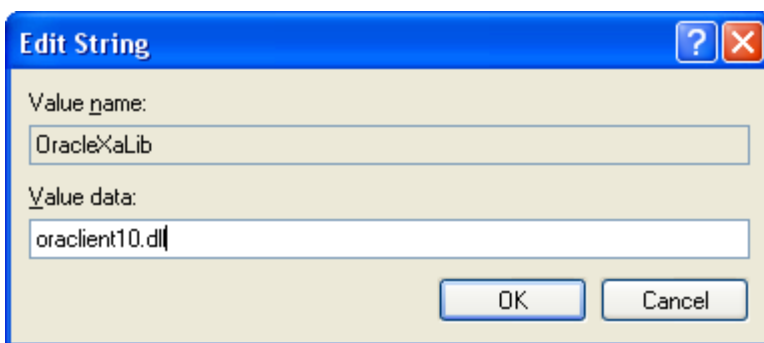 Edit String
Value name:
OracleXaLib
Value data:
oraclient10.dll
OK Cancel